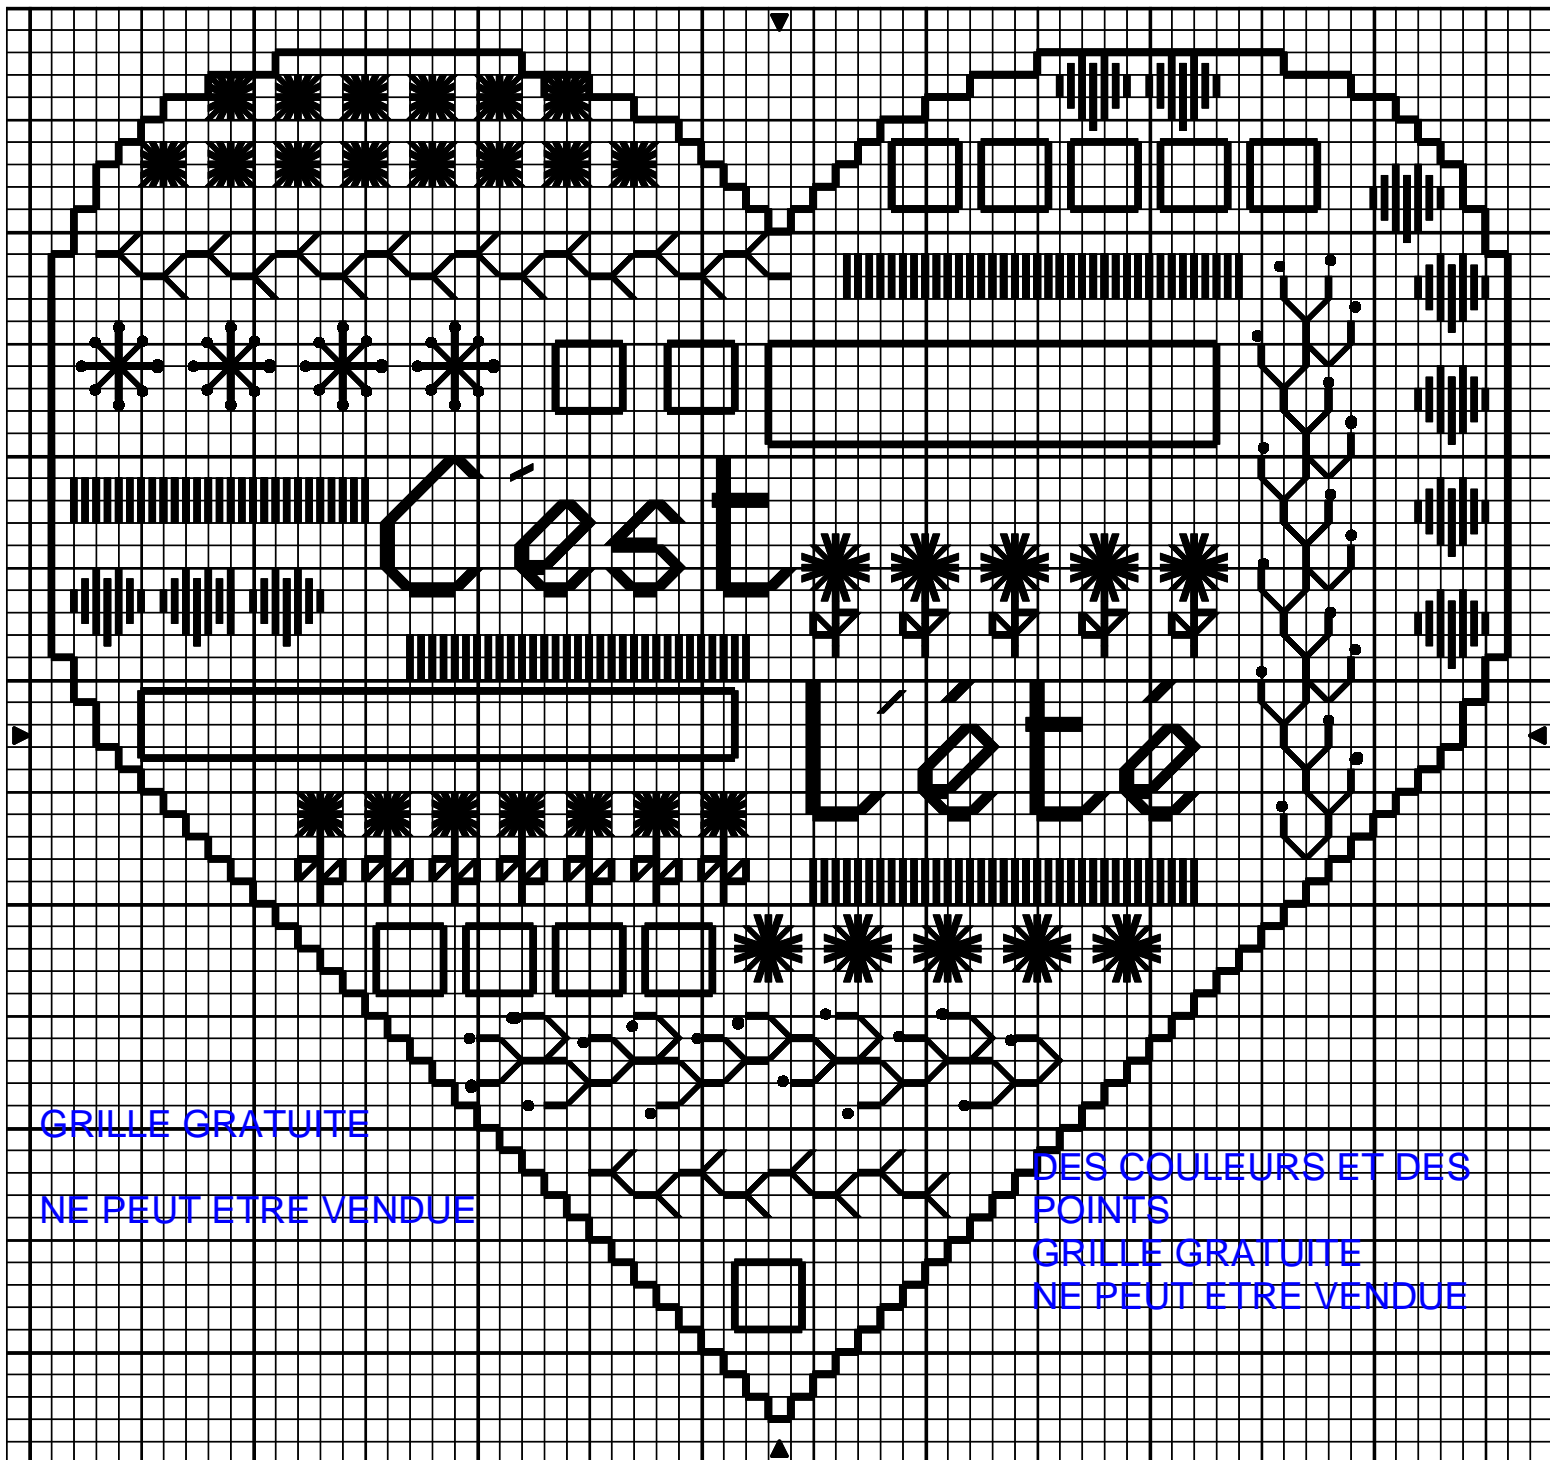 C´est
L´été
GRILLE GRATUITE
NE PEUT ETRE VENDUE
DES COULEURS ET DES
POINTS
GRILLE GRATUITE
NE PEUT ETRE VENDUE